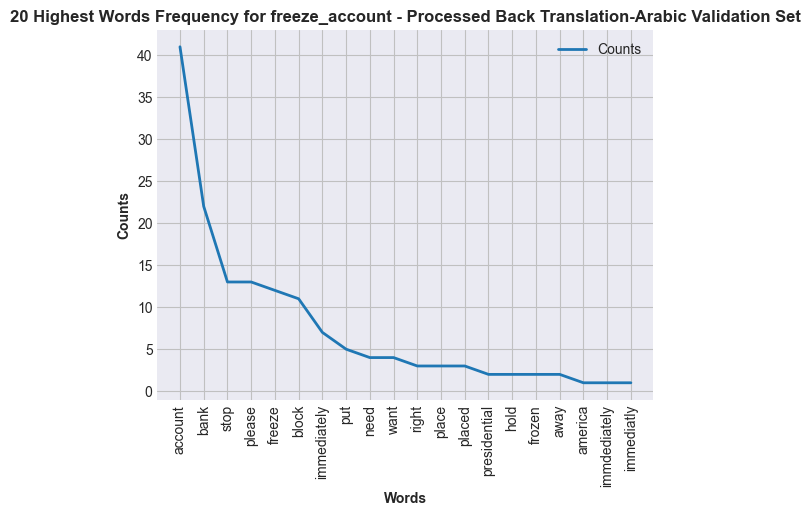 20 Highest Words Frequency for freeze_account - Processed Back Translation-Arabic Validation Set
Counts
40
35
30
25
20
15
10
5
0
Counts
account
bank
stop
please
freeze
block
immediately
put
need
want
right
place
placed
presidential
hold
frozen
away
america
immdediately
immediatly
Words